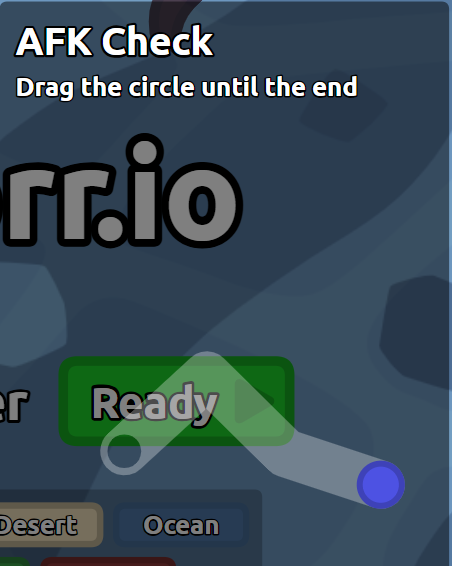 AFK Check
Drag the circle until the end
rr.io
er
Ready
Desert
Ocean